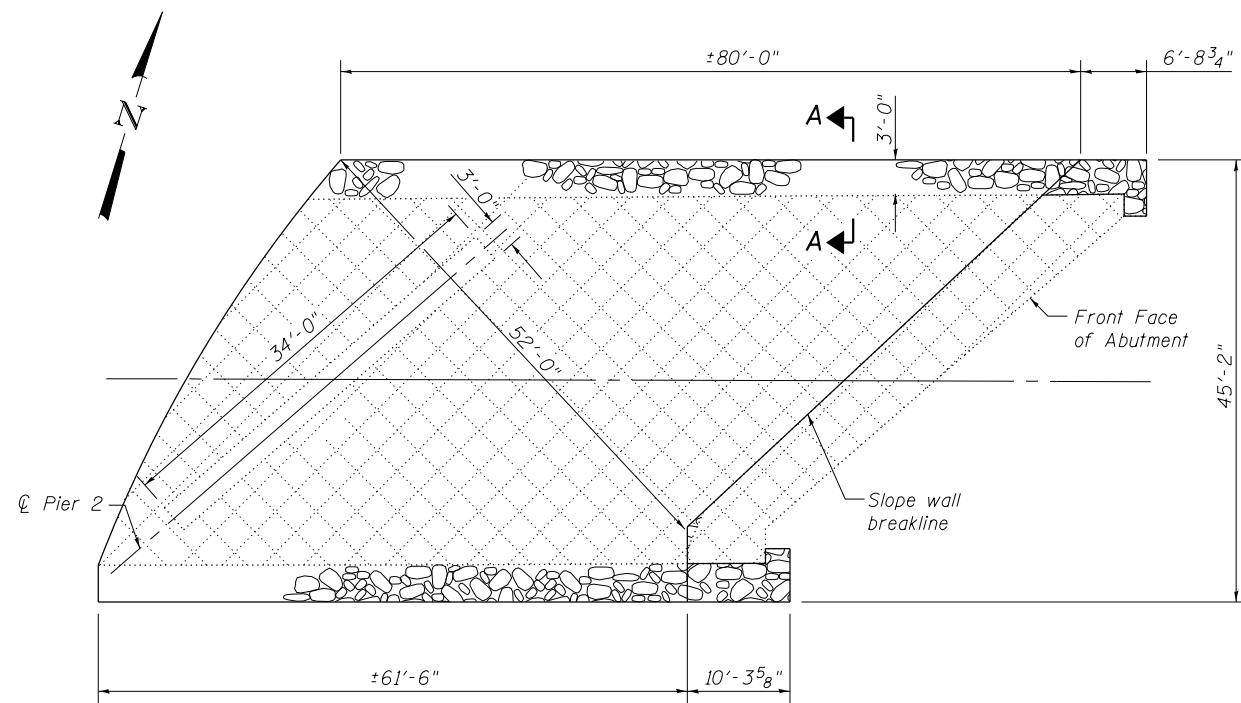 ±80'-0"
6'-8¾"
N
A
3'-0"
3'-0"
A
34'-0"
52'-0"
Front Face
of Abutment
45'-2"
℄ Pier 2
Slope wall
breakline
±61'-6"
10'-3⅝"